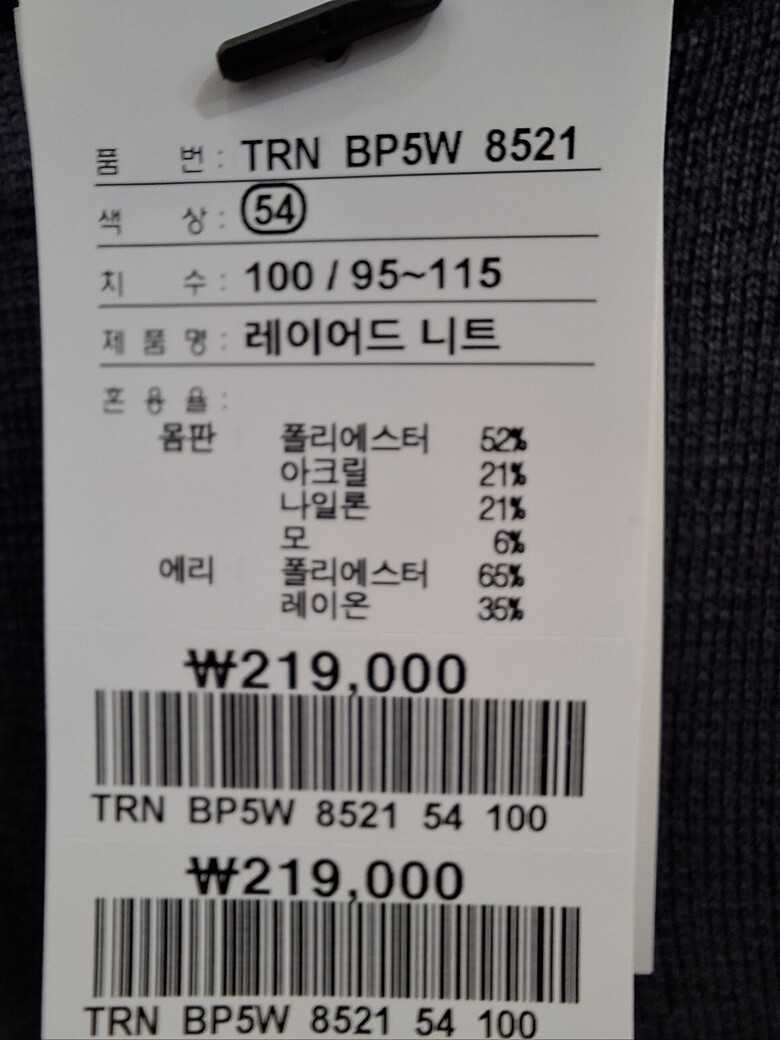 품 번 : TRN BP5W 8521
색 상 : 54
치 수 : 100 / 95~115
제 품 명 : 레이어드 니트
혼 용 율 :
몸판 폴리에스터 52%
아크릴 21%
나일론 21%
모 6%
에리 폴리에스터 65%
레이온 35%
₩219,000
TRN BP5W 8521 54 100
₩219,000
TRN BP5W 8521 54 100